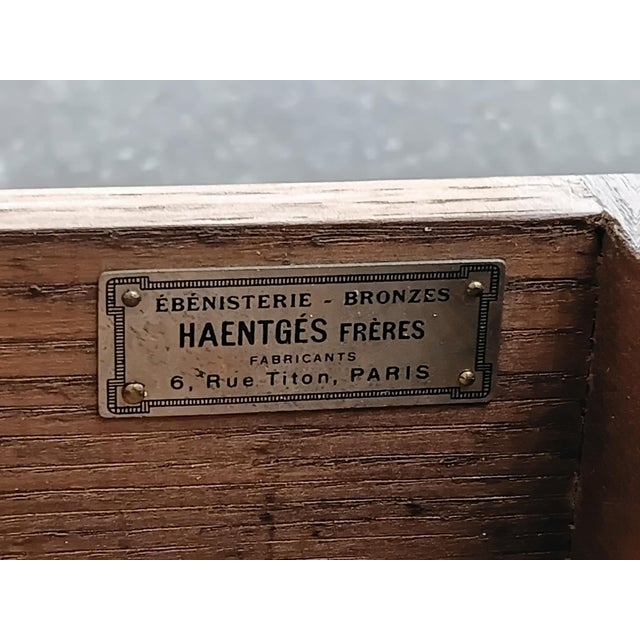 ÉBÉNISTERIE - BRONZES
HAENTGÉS FRÈRES
FABRICANTS
6, Rue Titon, PARIS